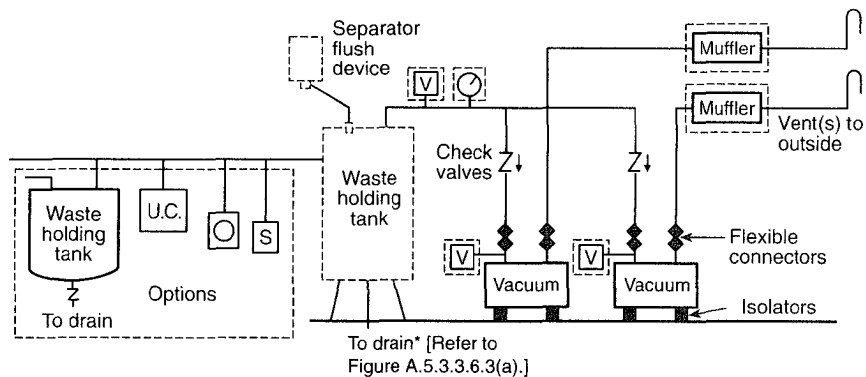 Separator
flush
device
V
Muffler
Muffler
Vent(s) to
outside
Check
valves
Z
Z
Waste
holding
tank
Waste
holding
tank
U.C.
O
S
V
V
Flexible
connectors
Vacuum
Vacuum
Options
Isolators
To drain
To drain* [Refer to
Figure A.5.3.3.6.3(a).]